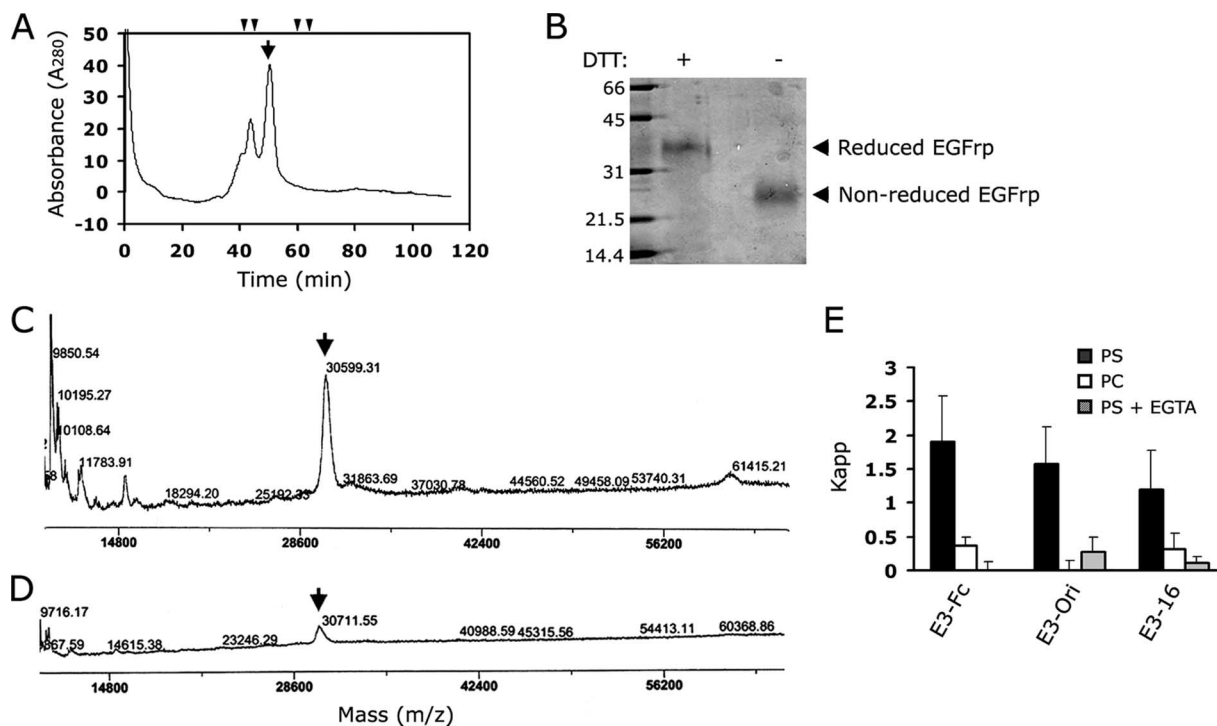 A
Absorbance (A280)
50
40
30
20
10
0
-10
0 20 40 60 80 100 120
Time (min)
B
DTT: + -
66
45
31
21.5
14.4
Reduced EGFrp
Non-reduced EGFrp
C
9850.54
10195.27
10108.64
11783.91
18294.20
25192.33
30599.31
31863.69
37030.78
44560.52
49458.09
53740.31
61415.21
14800 28600 42400 56200
D
9716.17
14615.38
23246.29
30711.55
40988.59
45315.56
54413.11
60368.86
14800 28600 42400 56200
Mass (m/z)
E
PS
PC
PS + EGTA
Kapp
3
2.5
2
1.5
1
0.5
0
E3-Fc
E3-Ori
E3-16